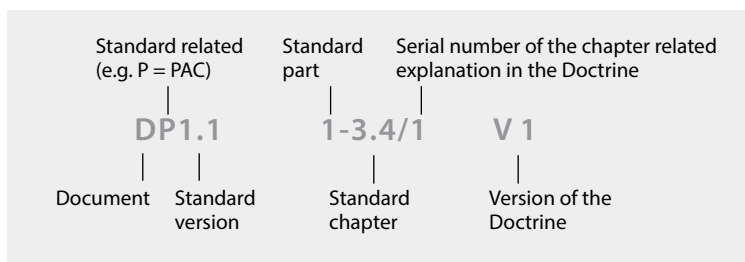 Standard related
(e.g. P = PAC)
Standard
part
Serial number of the chapter related
explanation in the Doctrine
DP1.1 1-3.4/1 V 1
Document
Standard
version
Standard
chapter
Version of the
Doctrine